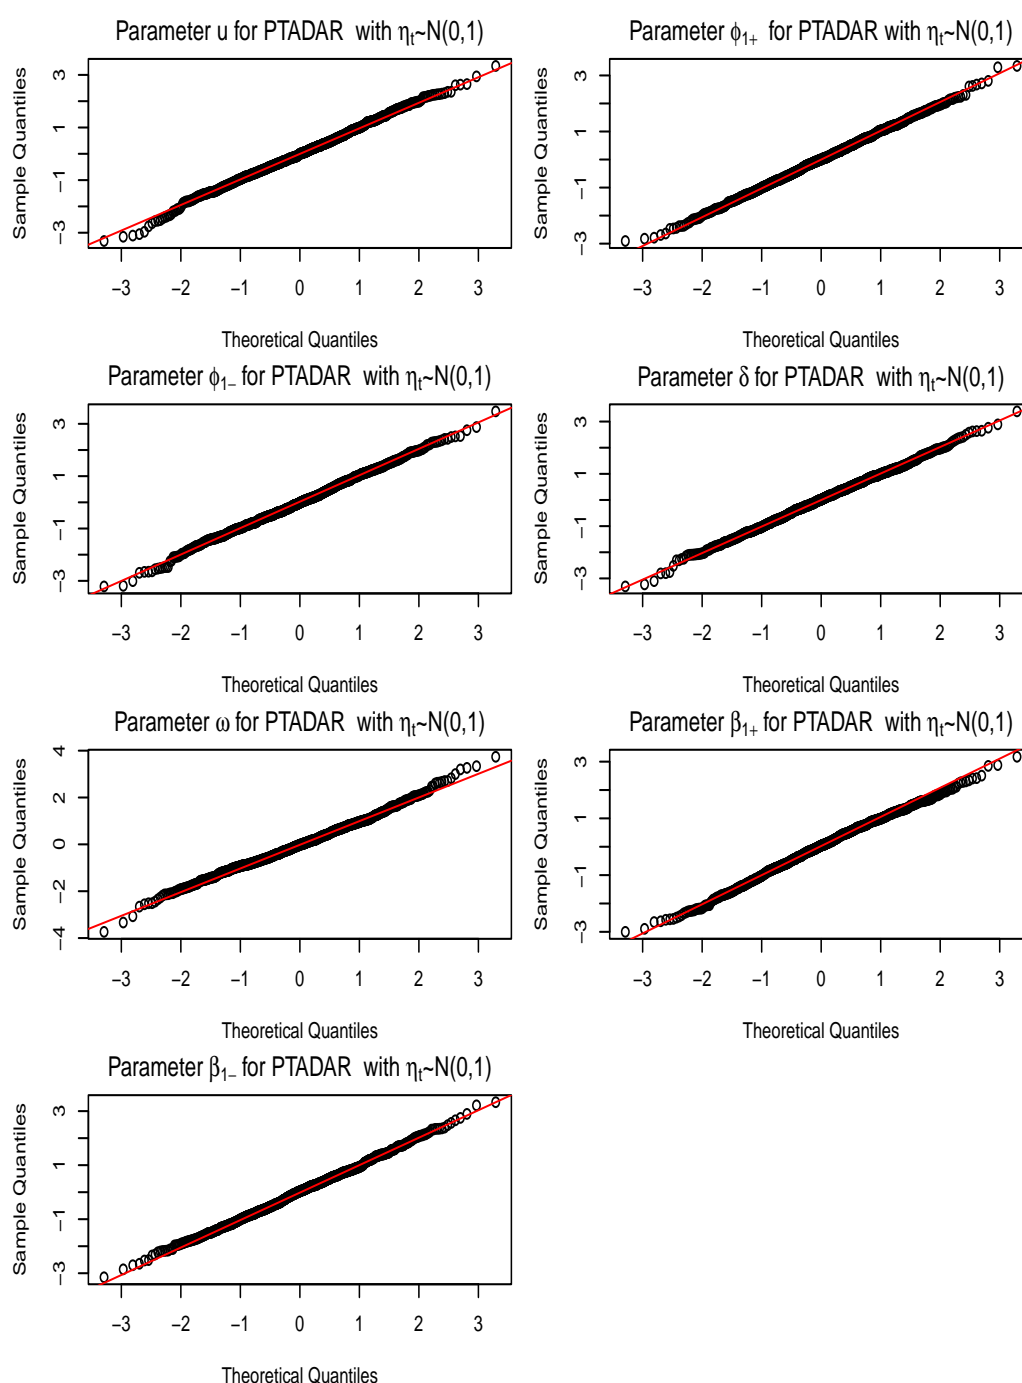 Parameter u for PTADAR with ηt~N(0,1)
Sample Quantiles
3
1
−1
−3
−3 −2 −1 0 1 2 3
Theoretical Quantiles
Parameter ϕ1+ for PTADAR with ηt~N(0,1)
Sample Quantiles
3
1
−1
−3
−3 −2 −1 0 1 2 3
Theoretical Quantiles
Parameter ϕ1− for PTADAR with ηt~N(0,1)
Sample Quantiles
3
1
−1
−3
−3 −2 −1 0 1 2 3
Theoretical Quantiles
Parameter δ for PTADAR with ηt~N(0,1)
Sample Quantiles
3
1
−1
−3
−3 −2 −1 0 1 2 3
Theoretical Quantiles
Parameter ω for PTADAR with ηt~N(0,1)
Sample Quantiles
4
2
0
−2
−4
−3 −2 −1 0 1 2 3
Theoretical Quantiles
Parameter β1+ for PTADAR with ηt~N(0,1)
Sample Quantiles
3
1
−1
−3
−3 −2 −1 0 1 2 3
Theoretical Quantiles
Parameter β1− for PTADAR with ηt~N(0,1)
Sample Quantiles
3
1
−1
−3
−3 −2 −1 0 1 2 3
Theoretical Quantiles